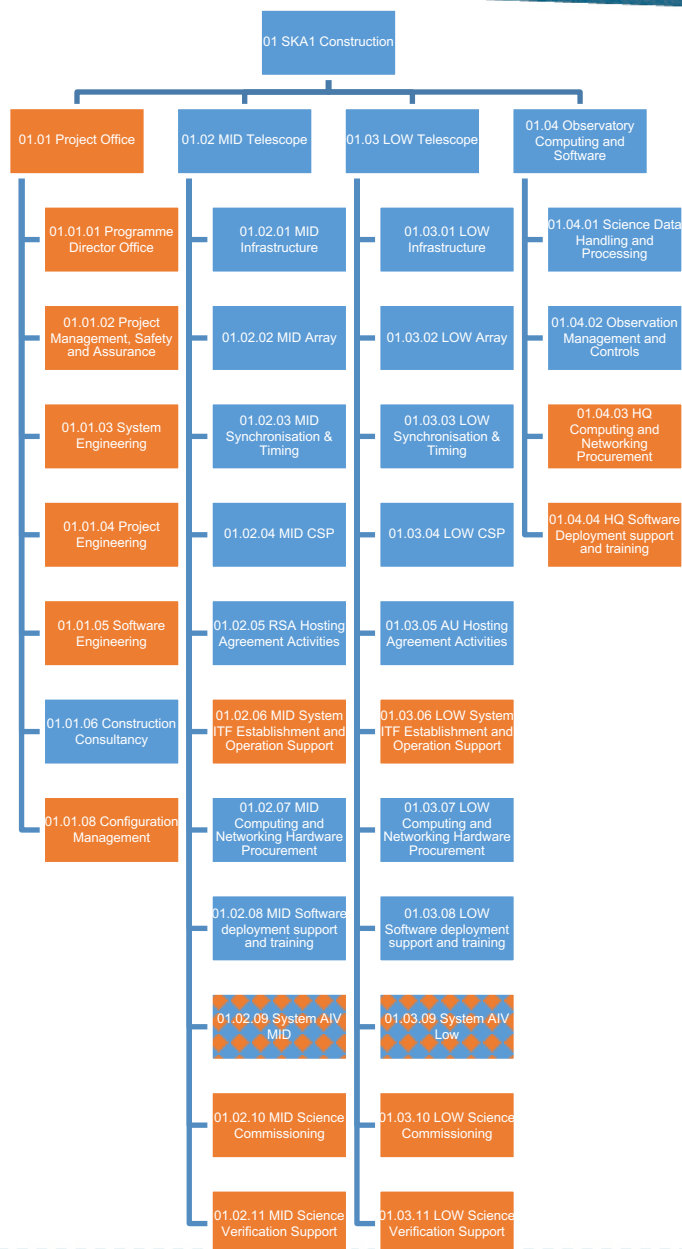 01 SKA1 Construction
01.01 Project Office
01.02 MID Telescope
01.03 LOW Telescope
01.04 Observatory
Computing and
Software
01.01.01 Programme
Director Office
01.02.01 MID
Infrastructure
01.03.01 LOW
Infrastructure
01.04.01 Science Data
Handling and
Processing
01.01.02 Project
Management, Safety
and Assurance
01.02.02 MID Array
01.03.02 LOW Array
01.04.02 Observation
Management and
Controls
01.01.03 System
Engineering
01.02.03 MID
Synchronisation &
Timing
01.03.03 LOW
Synchronisation &
Timing
01.04.03 HQ
Computing and
Networking
Procurement
01.01.04 Project
Engineering
01.02.04 MID CSP
01.03.04 LOW CSP
01.04.04 HQ Software
Deployment support
and training
01.01.05 Software
Engineering
01.02.05 RSA Hosting
Agreement Activities
01.03.05 AU Hosting
Agreement Activities
01.01.06 Construction
Consultancy
01.02.06 MID System
ITF Establishment and
Operation Support
01.03.06 LOW System
ITF Establishment and
Operation Support
01.01.08 Configuration
Management
01.02.07 MID
Computing and
Networking Hardware
Procurement
01.03.07 LOW
Computing and
Networking Hardware
Procurement
01.02.08 MID Software
deployment support
and training
01.03.08 LOW
Software deployment
support and training
01.02.09 System AIV
MID
01.03.09 System AIV
Low
01.02.10 MID Science
Commissioning
01.03.10 LOW Science
Commissioning
01.02.11 MID Science
Verification Support
01.03.11 LOW Science
Verification Support